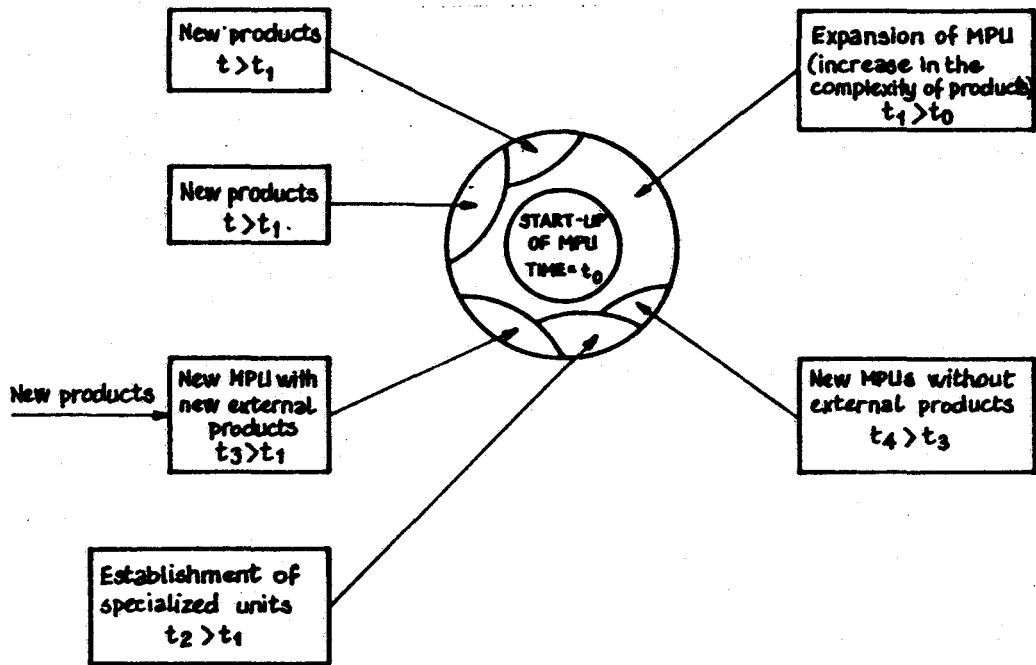 New products
t > t₁
Expansion of MPU
(increase in the
complexity of products)
t₁ > t₀
New products
t > t₁.
START-UP
OF MPU
TIME = t₀
New products
New MPU with
new external
products
t₃ > t₁
New MPUs without
external products
t₄ > t₃
Establishment of
specialized units
t₂ > t₁